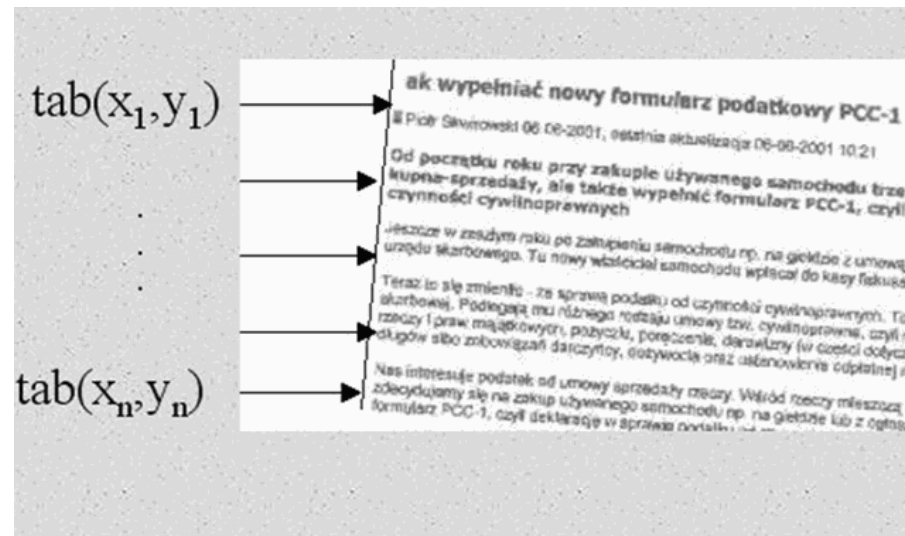 tab(x₁,y₁)
tab(xₙ,yₙ)
ak wypełniać nowy formularz podatkowy PCC-1
Piotr 06-06-2001, ostatnia aktualizacja 06-06-2001 10:21
Od początku roku przy zakupie używanego samochodu trze
kupna-sprzedaży, ale także wypełnić formularz PCC-1, czyli
czynności cywilnoprawnych
Jeszcze w zeszłym roku po zakupieniu samochodu np. na giełdzie z umową
urzędu skarbowego. Tu nowy właściciel samochodu wpłacał do kasy fiskusa
Teraz to się zmieniło - za sprawą podatku od czynności cywilnoprawnych. To
skarbowej. Podlegają mu różnego rodzaju umowy tzw. cywilnoprawne, czyli
rzeczy i praw majątkowych, pożyczki, poręczenia, darowizny (w części dotycz
długów albo zobowiązań darczyńcy, dożywocia oraz ustanowienie odpłatnej
Nas interesuje podatek od umowy sprzedaży rzeczy. Wśród rzeczy mieszczą
zdecydujemy się na zakup używanego samochodu np. na giełdzie lub z ogłos
formularz PCC-1, czyli deklarację w sprawie podatku od